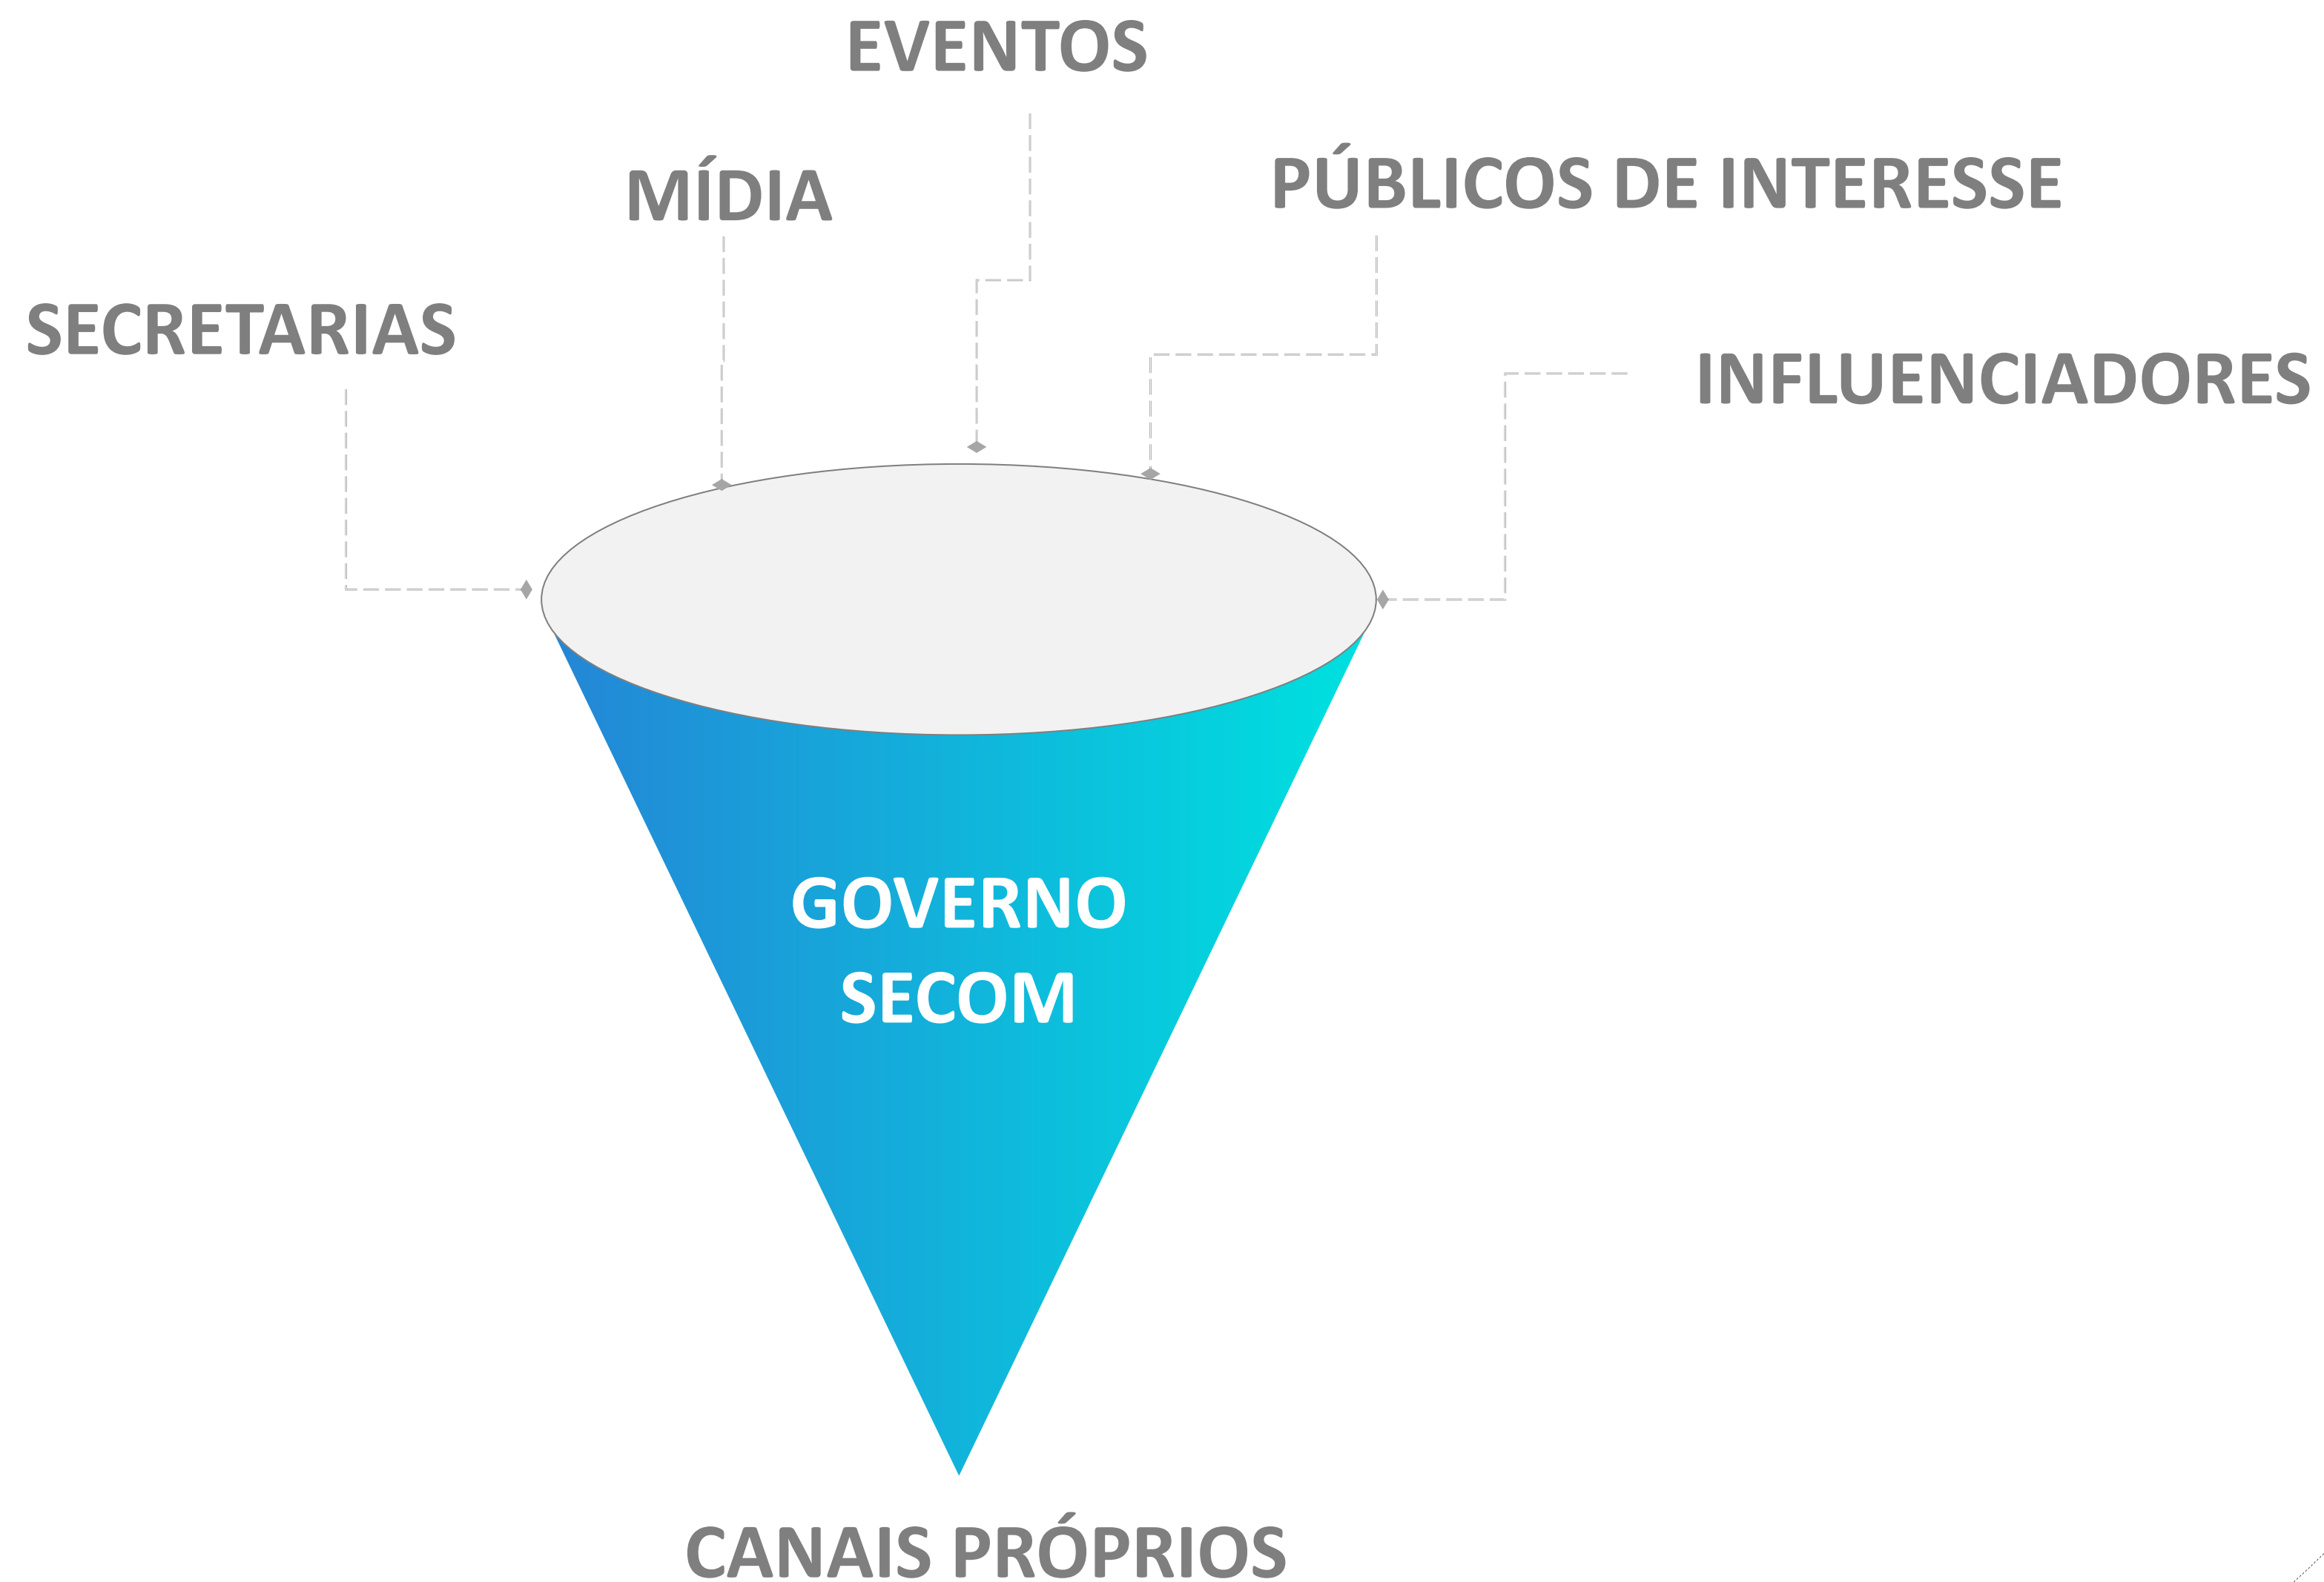 EVENTOS
MÍDIA
PÚBLICOS DE INTERESSE
SECRETARIAS
INFLUENCIADORES
GOVERNO
SECOM
CANAIS PRÓPRIOS